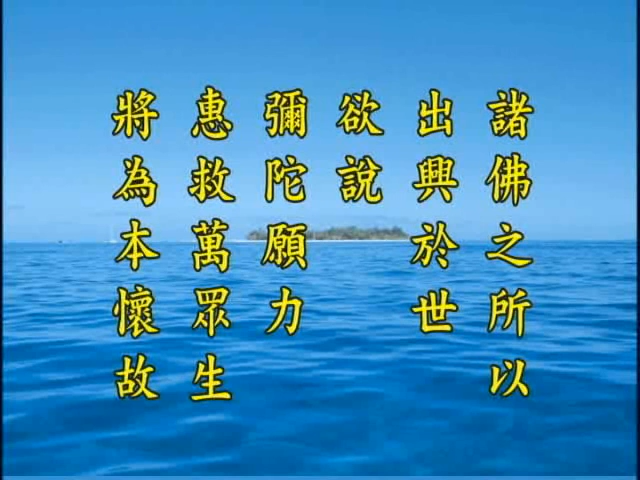 諸佛之所以
出興於世
欲說
彌陀願力
惠救萬眾生
將為本懷故